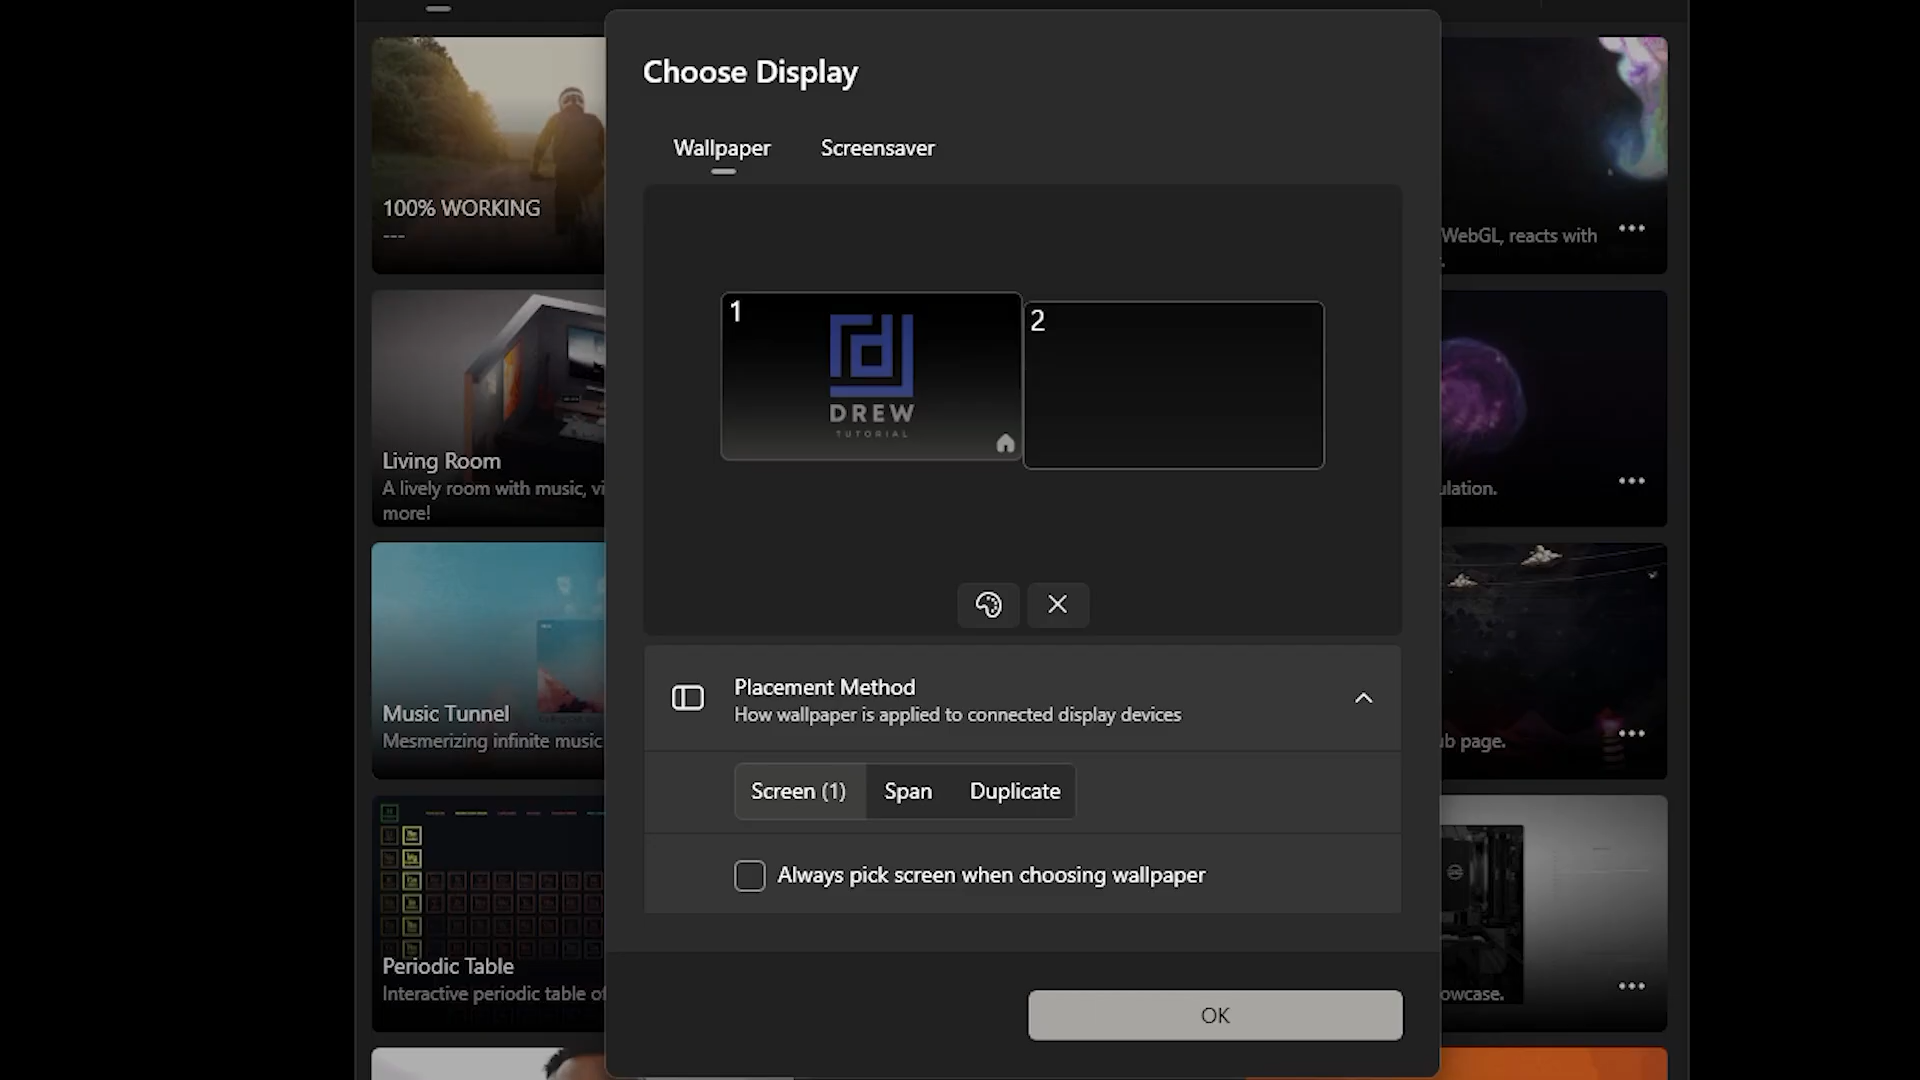 Choose Display
Wallpaper
Screensaver
1
DREW
TUTORIAL
2
Placement Method
How wallpaper is applied to connected display devices
Screen (1)
Span
Duplicate
Always pick screen when choosing wallpaper
OK
100% WORKING
---
Living Room
A lively room with music, vi
more!
Music Tunnel
Mesmerizing infinite music
Periodic Table
Interactive periodic table of
WebGL, reacts with
.
ulation.
b page.
owcase.